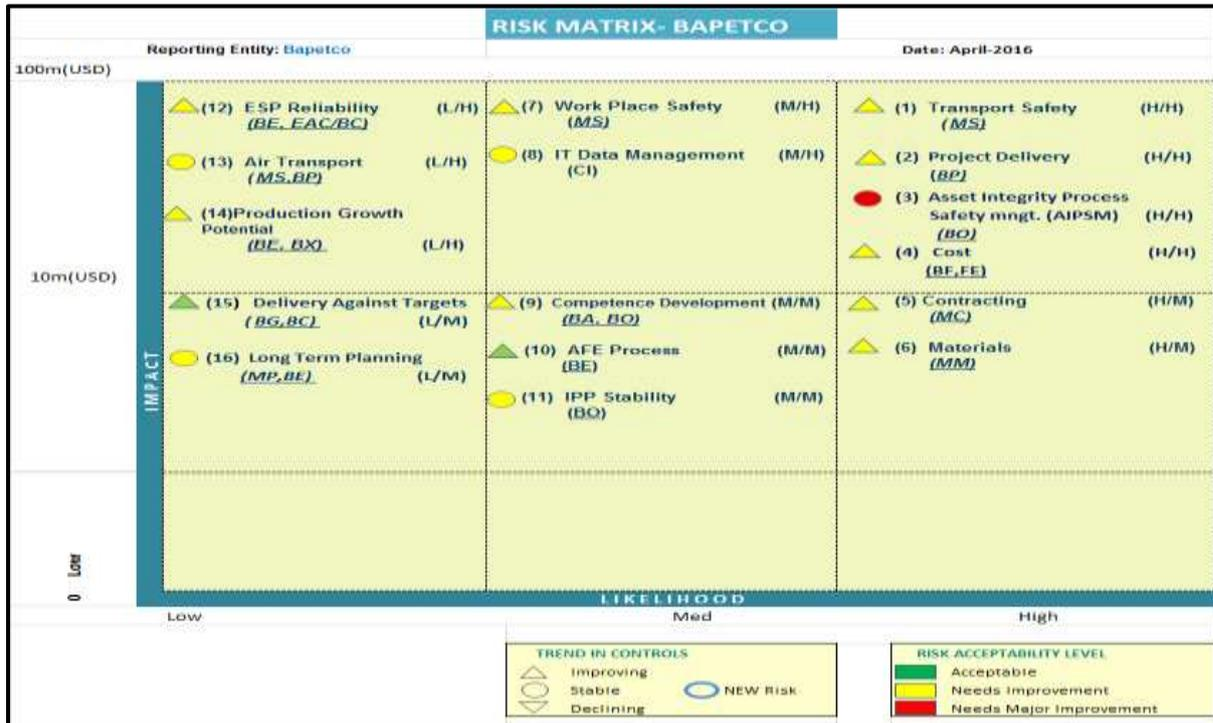 RISK MATRIX- BAPETCO
Reporting Entity: Bapetco
Date: April-2016
100m(USD)
(12) ESP Reliability (L/H)
(BE, EAC/BC)
(13) Air Transport (L/H)
(MS,BP)
(14)Production Growth
Potential
(BE, BX) (L/H)
(7) Work Place Safety (M/H)
(MS)
(8) IT Data Management (M/H)
(CI)
(1) Transport Safety (H/H)
(MS)
(2) Project Delivery (H/H)
(BP)
(3) Asset Integrity Process
Safety mngt. (AIPSM) (H/H)
(BO)
(4) Cost (H/H)
(BF,FE)
10m(USD)
(15) Delivery Against Targets
(BG,BC) (L/M)
(16) Long Term Planning
(MP,BE) (L/M)
(9) Competence Development (M/M)
(BA, BO)
(10) AFE Process (M/M)
(BE)
(11) IPP Stability (M/M)
(BO)
(5) Contracting (H/M)
(MC)
(6) Materials (H/M)
(MM)
IMPACT
0 Low
LIKELIHOOD
Low Med High
TREND IN CONTROLS
Improving
Stable NEW Risk
Declining
RISK ACCEPTABILITY LEVEL
Acceptable
Needs Improvement
Needs Major Improvement